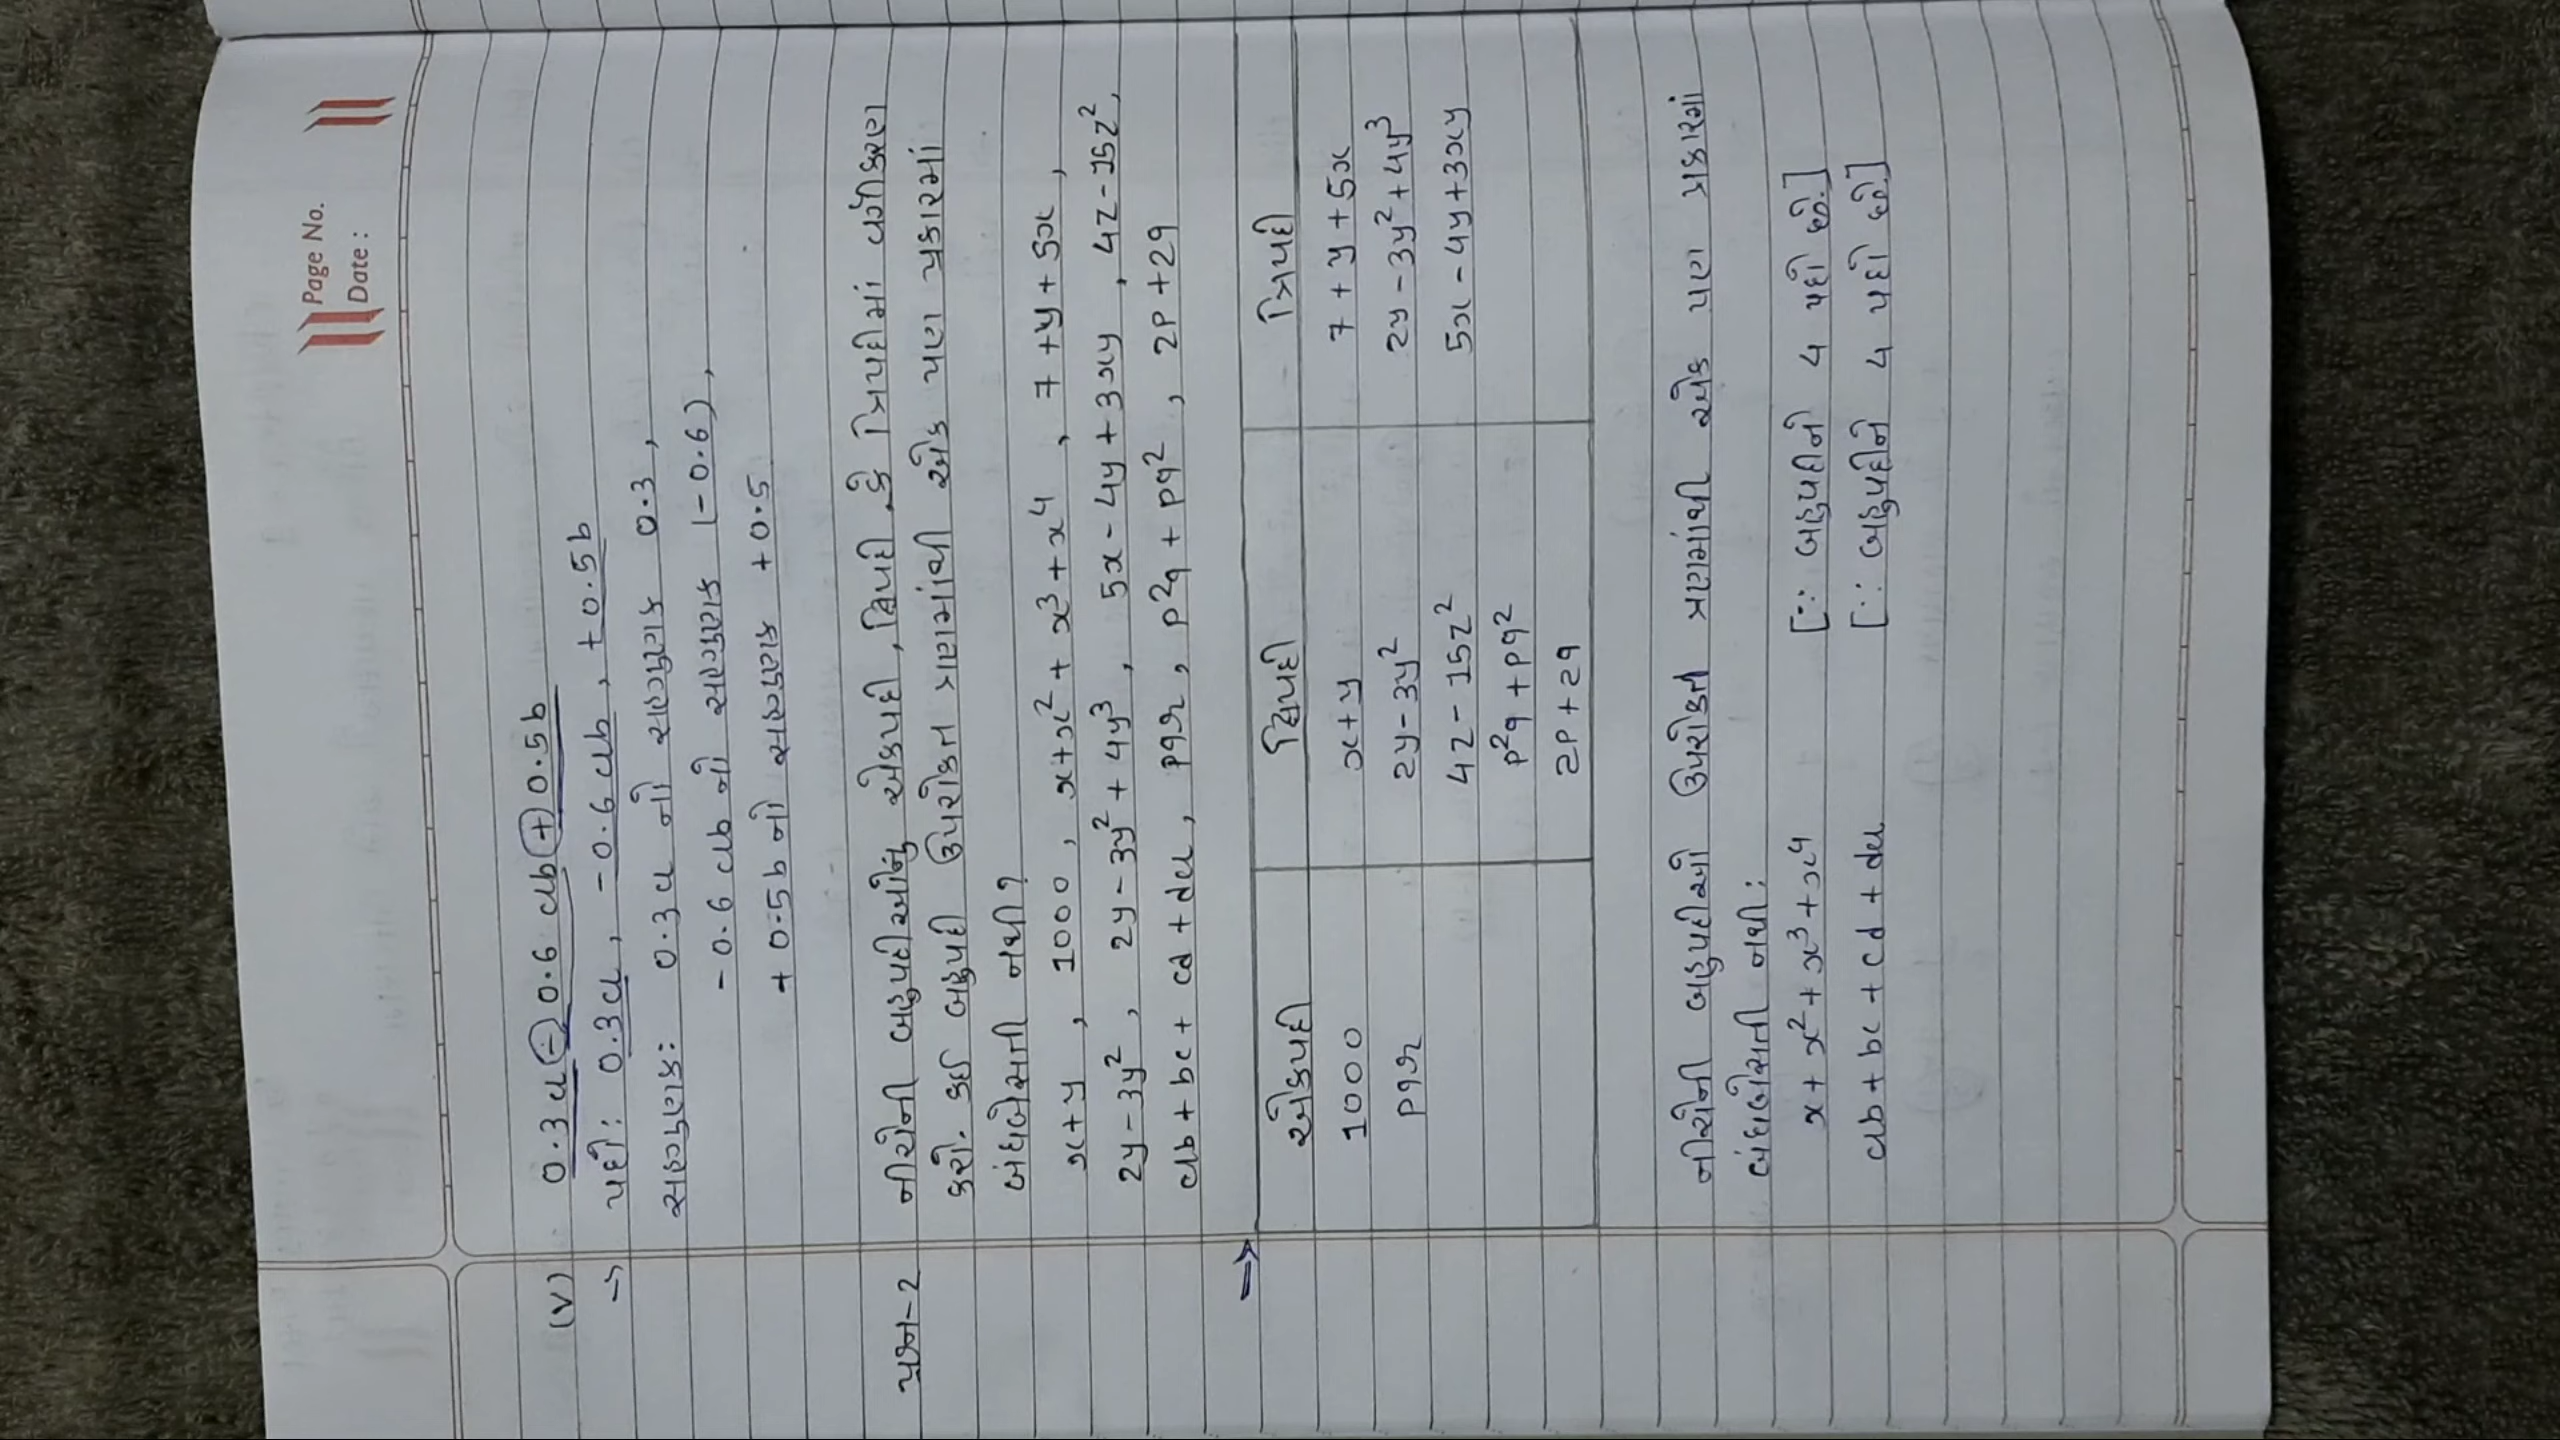 Page No.
Date :
(V) 0.3a - 0.6 ab + 0.5b
→ પદો: 0.3a, -0.6 ab, +0.5b
સહગુણક: 0.3a નો સહગુણક 0.3,
- 0.6 ab નો સહગુણક (-0.6),
+ 0.5b નો સહગુણક +0.5
પ્રશ્ન-2 નીચેની બહુપદીઓનું એકપદી, દ્વિપદી કે ત્રિપદીમાં વર્ગીકરણ
કરો. કઈ બહુપદી ઉપરોક્ત ત્રણમાંથી એક પણ પ્રકારમાં
બંધબેસતી નથી?
x+y, 1000, x+x²+x³+x⁴, 7+y+5x,
2y-3y², 2y-3y²+4y³, 5x-4y+3xy, 4z-15z²,
ab+bc+cd+da, pqr, p²q+pq², 2p+2q
→ એકપદી દ્વિપદી ત્રિપદી
1000 x+y 7+y+5x
pqr 2y-3y² 2y-3y²+4y³
4z-15z² 5x-4y+3xy
p²q+pq²
2p+2q
નીચેની બહુપદીઓ ઉપરોક્ત ત્રણમાંથી એક પણ પ્રકારમાં
બંધબેસતી નથી:
x+x²+x³+x⁴ [∵ બહુપદીને 4 પદો છે.]
ab+bc+cd+da [∵ બહુપદીને 4 પદો છે.]